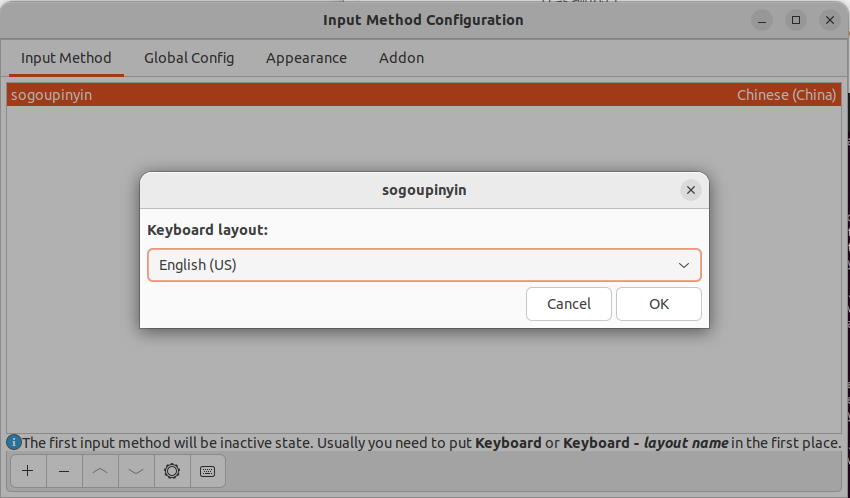 Input Method Configuration
Input Method Global Config Appearance Addon
sogoupinyin Chinese (China)
sogoupinyin
Keyboard layout:
English (US)
Cancel OK
The first input method will be inactive state. Usually you need to put Keyboard or Keyboard - layout name in the first place.